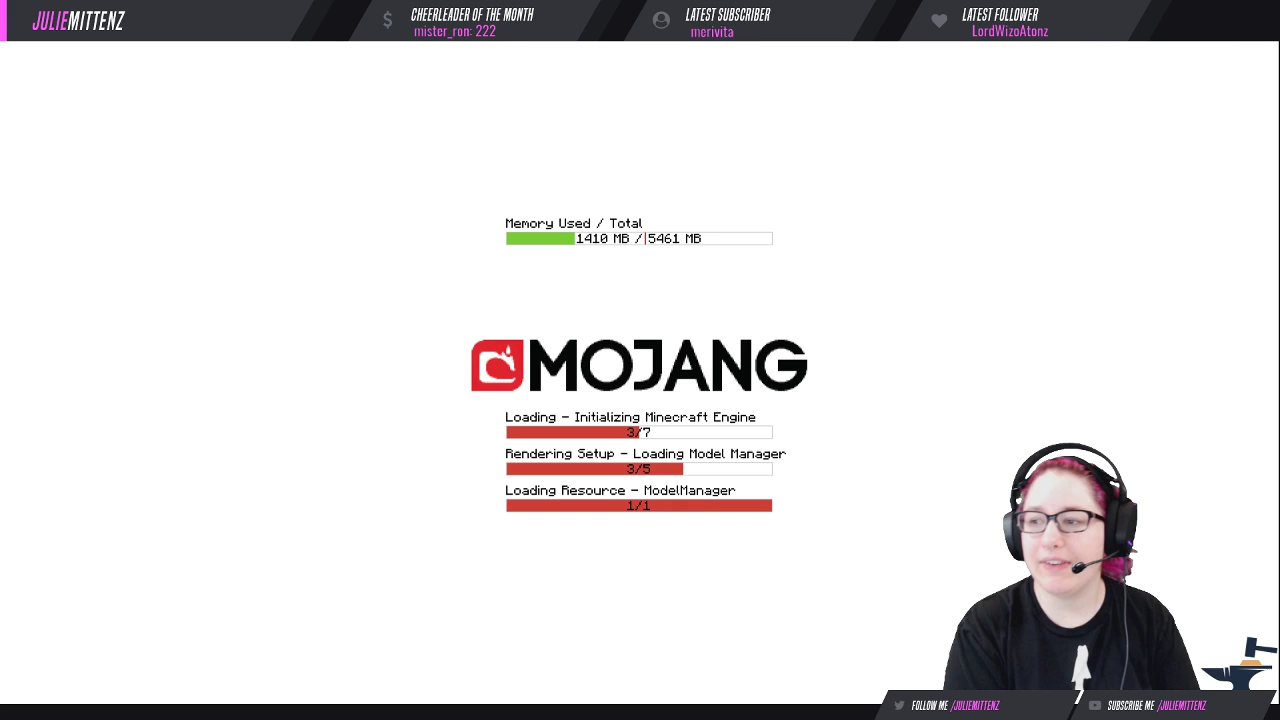 JULIEMITTENZ
CHEERLEADER OF THE MONTH
mister_ron: 222
LATEST SUBSCRIBER
merivita
LATEST FOLLOWER
LordWizoAtonz
Memory Used / Total
1410 MB / 5461 MB
MOJANG
Loading - Initializing Minecraft Engine
3/7
Rendering Setup - Loading Model Manager
3/5
Loading Resource - ModelManager
1/1
FOLLOW ME /JULIEMITTENZ
SUBSCRIBE ME /JULIEMITTENZ